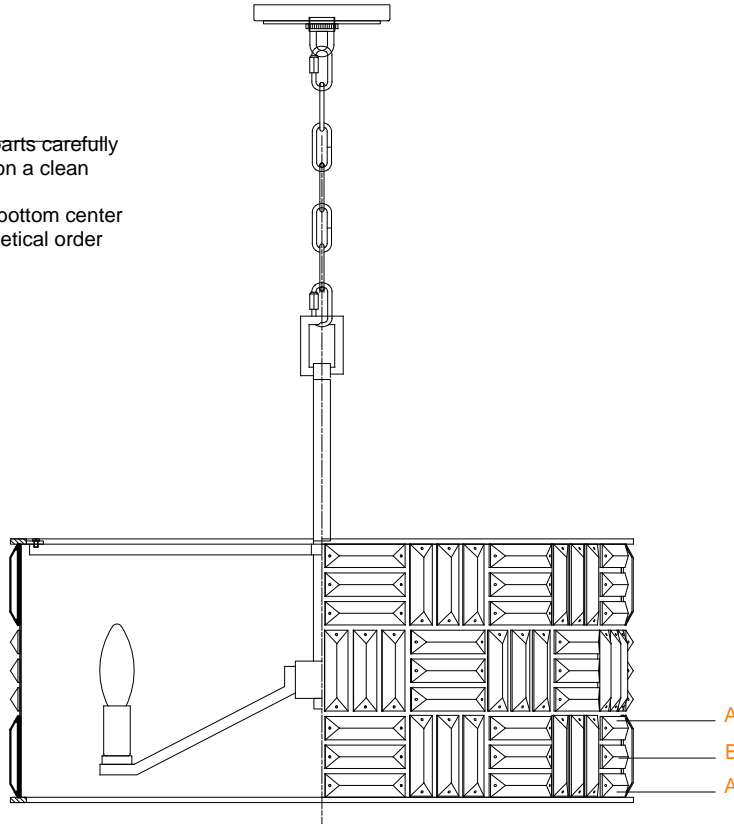 arts carefully
on a clean
bottom center
etical order
A
B
A